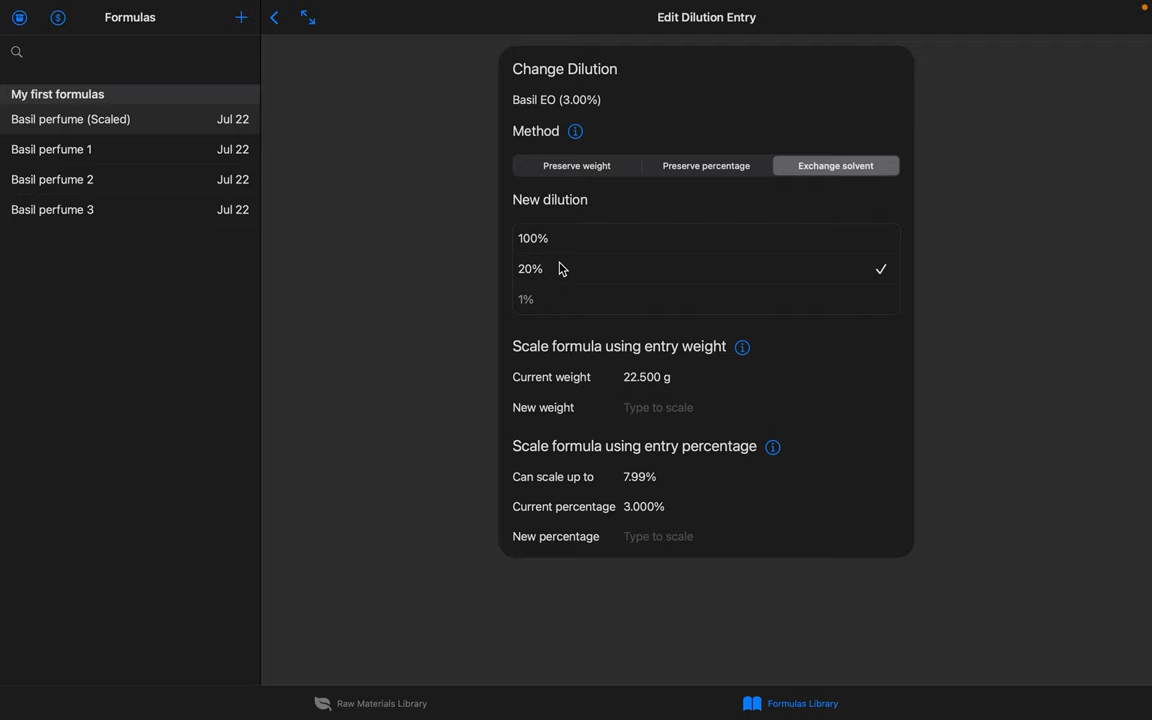 Formulas
Edit Dilution Entry
My first formulas
Basil perfume (Scaled) Jul 22
Basil perfume 1 Jul 22
Basil perfume 2 Jul 22
Basil perfume 3 Jul 22
Change Dilution
Basil EO (3.00%)
Method
Preserve weight Preserve percentage Exchange solvent
New dilution
100%
20%
1%
Scale formula using entry weight
Current weight 22.500 g
New weight Type to scale
Scale formula using entry percentage
Can scale up to 7.99%
Current percentage 3.000%
New percentage Type to scale
Raw Materials Library Formulas Library